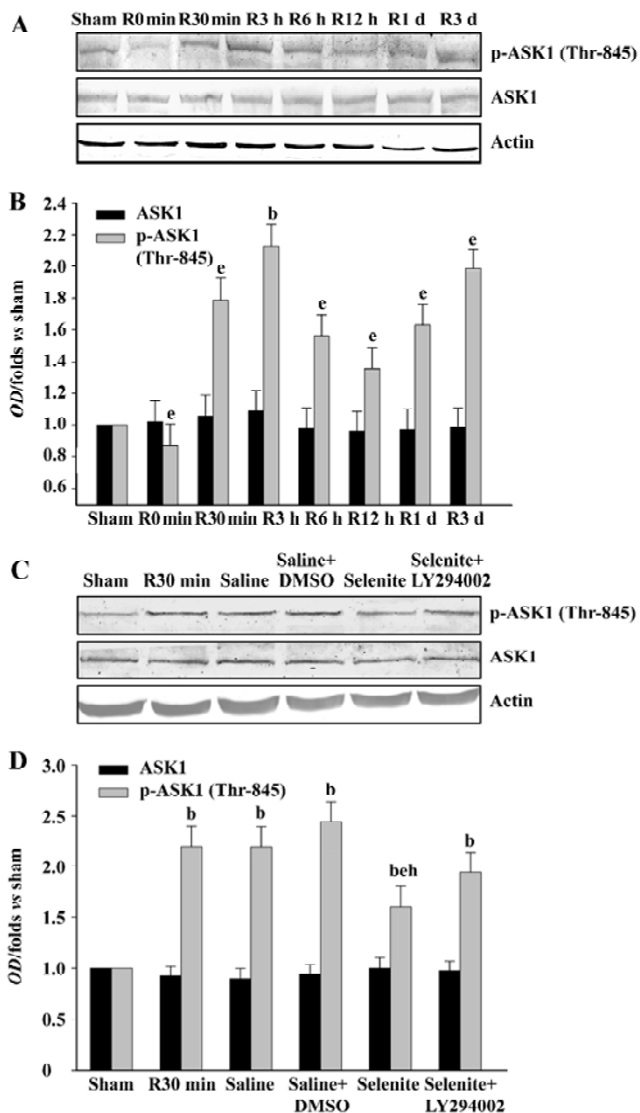 A
Sham R0 min R30 min R3 h R6 h R12 h R1 d R3 d
p-ASK1 (Thr-845)
ASK1
Actin
B
ASK1
p-ASK1
(Thr-845)
OD/folds vs sham
2.4
2.2
2.0
1.8
1.6
1.4
1.2
1.0
0.8
0.6
e
e
b
e
e
e
e
Sham R0 min R30 min R3 h R6 h R12 h R1 d R3 d
C
Sham R30 min Saline Saline+ DMSO Selenite Selenite+ LY294002
p-ASK1 (Thr-845)
ASK1
Actin
D
ASK1
p-ASK1 (Thr-845)
OD/folds vs sham
3.0
2.5
2.0
1.5
1.0
0
b
b
b
beh
b
Sham R30 min Saline Saline+ DMSO Selenite Selenite+ LY294002